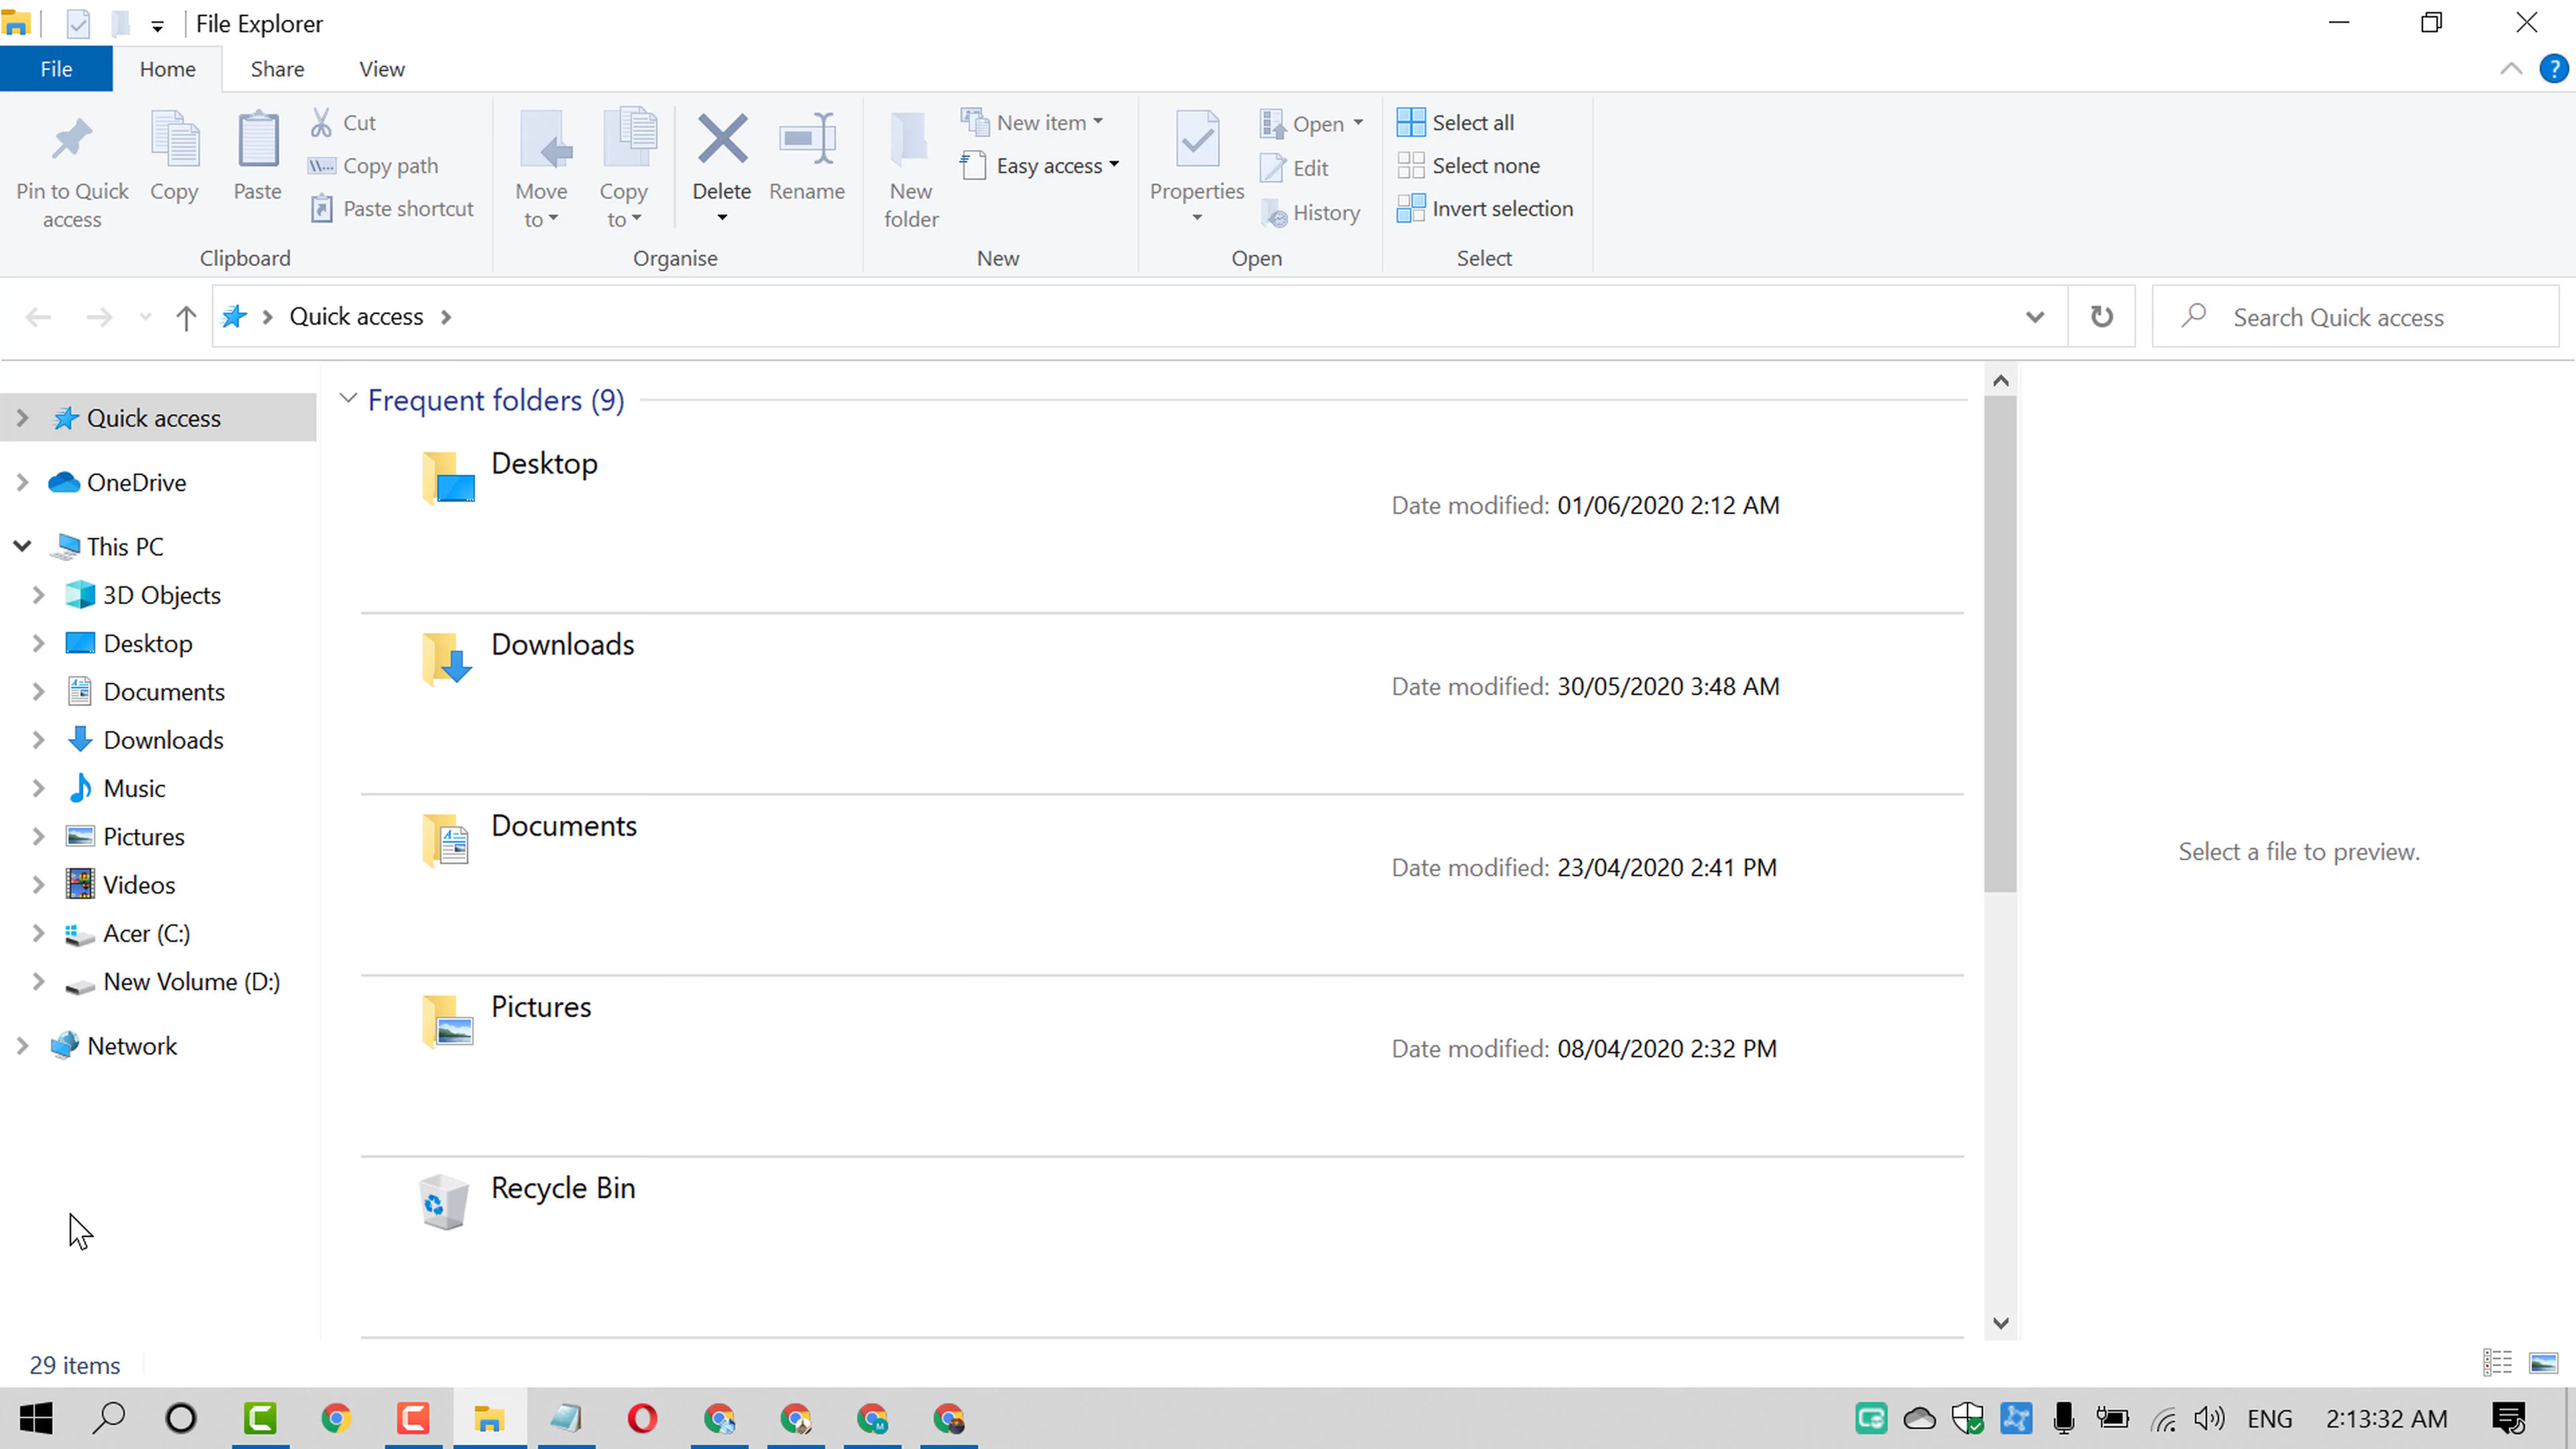 File Explorer
File
Home
Share
View
Pin to Quick
access
Copy
Paste
Cut
Copy path
Paste shortcut
Clipboard
Move
to
Copy
to
Delete
Rename
Organise
New
folder
New item
Easy access
New
Properties
Open
Edit
History
Open
Select all
Select none
Invert selection
Select
Quick access
Search Quick access
Quick access
OneDrive
This PC
3D Objects
Desktop
Documents
Downloads
Music
Pictures
Videos
Acer (C:)
New Volume (D:)
Network
Frequent folders (9)
Desktop
Date modified: 01/06/2020 2:12 AM
Downloads
Date modified: 30/05/2020 3:48 AM
Documents
Date modified: 23/04/2020 2:41 PM
Pictures
Date modified: 08/04/2020 2:32 PM
Recycle Bin
Select a file to preview.
29 items
ENG
2:13:32 AM